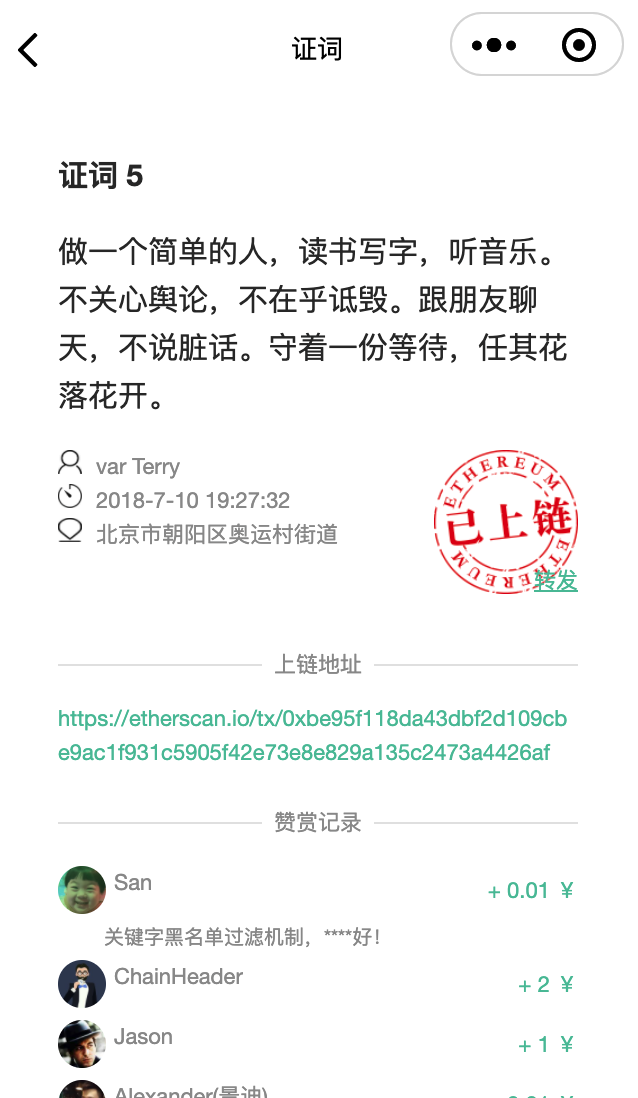 证词
证词 5
做一个简单的人，读书写字，听音乐。
不关心舆论，不在乎诋毁。跟朋友聊
天，不说脏话。守着一份等待，任其花
落花开。
var Terry
2018-7-10 19:27:32
北京市朝阳区奥运村街道
ETHEREUM
已上链
ETHEREUM
转发
上链地址
https://etherscan.io/tx/0xbe95f118da43dbf2d109cb
e9ac1f931c5905f42e73e8e829a135c2473a4426af
赞赏记录
San
+ 0.01 ¥
关键字黑名单过滤机制，****好！
ChainHeader
+ 2 ¥
Jason
+ 1 ¥
Alexander(景迪)